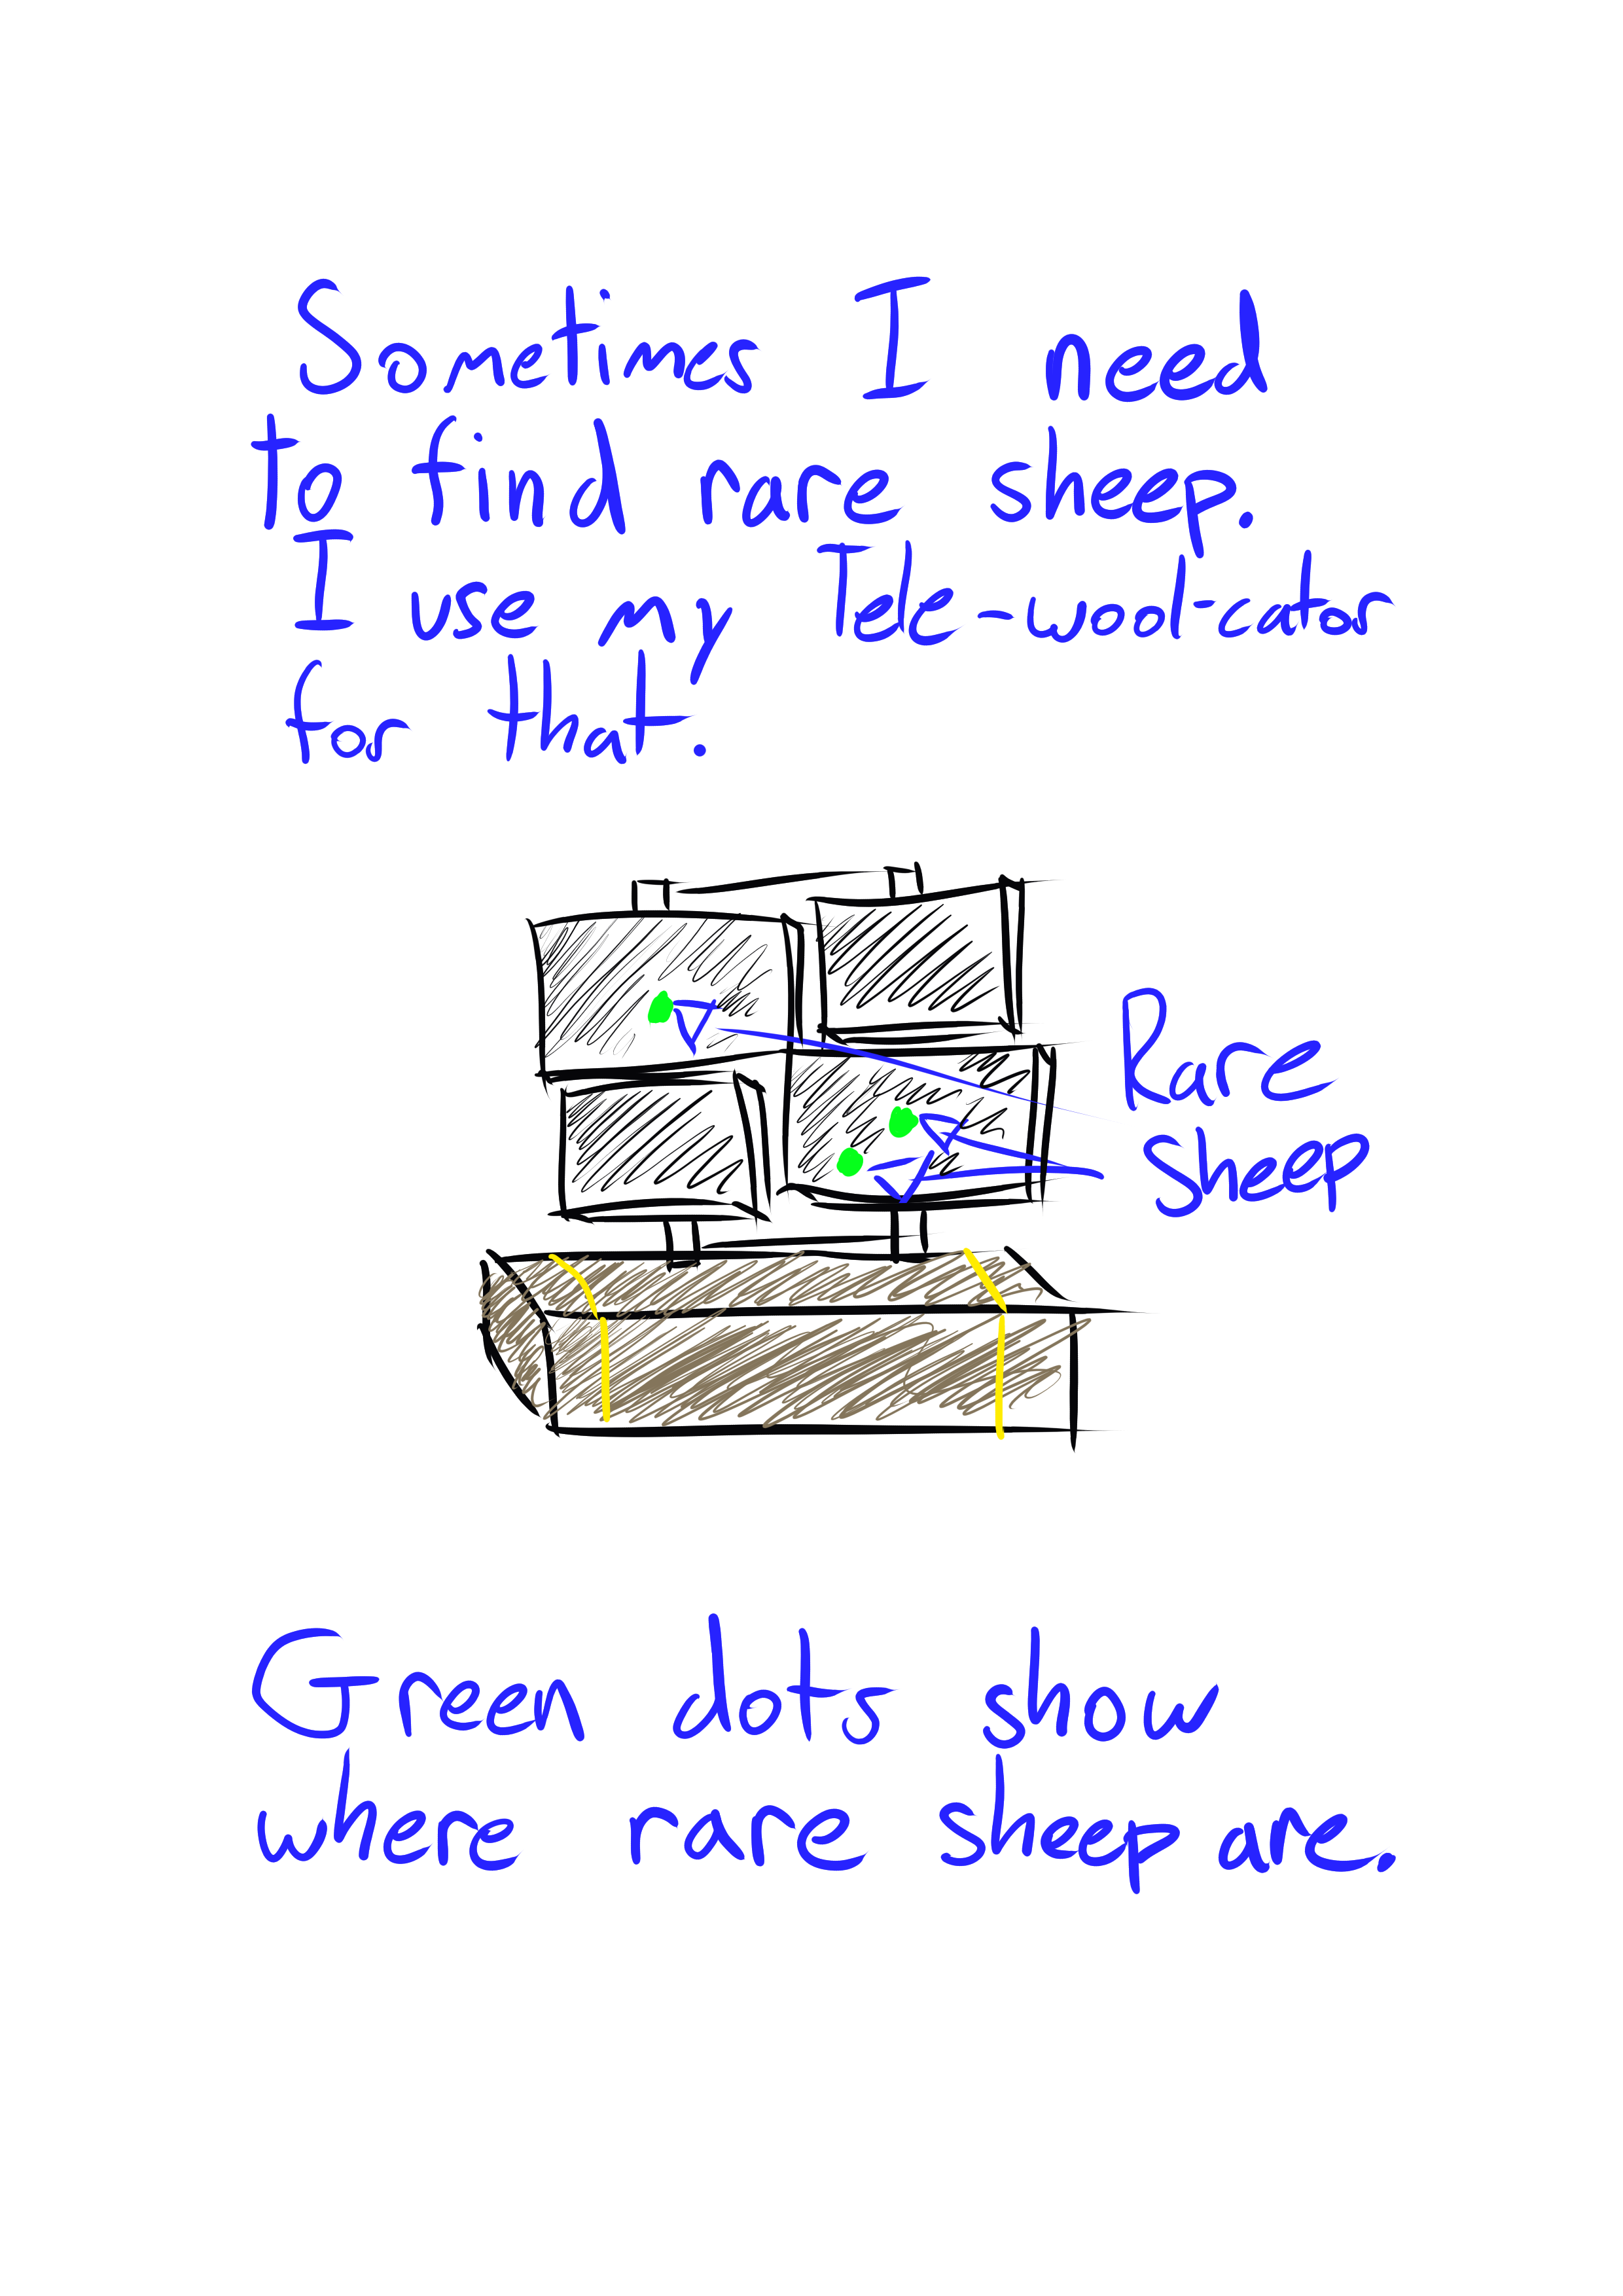 Sometimes I need
to find rare sheep.
I use my Tele-wool-cator
for that.
Rare
sheep
Green dots show
where rare sheep are.